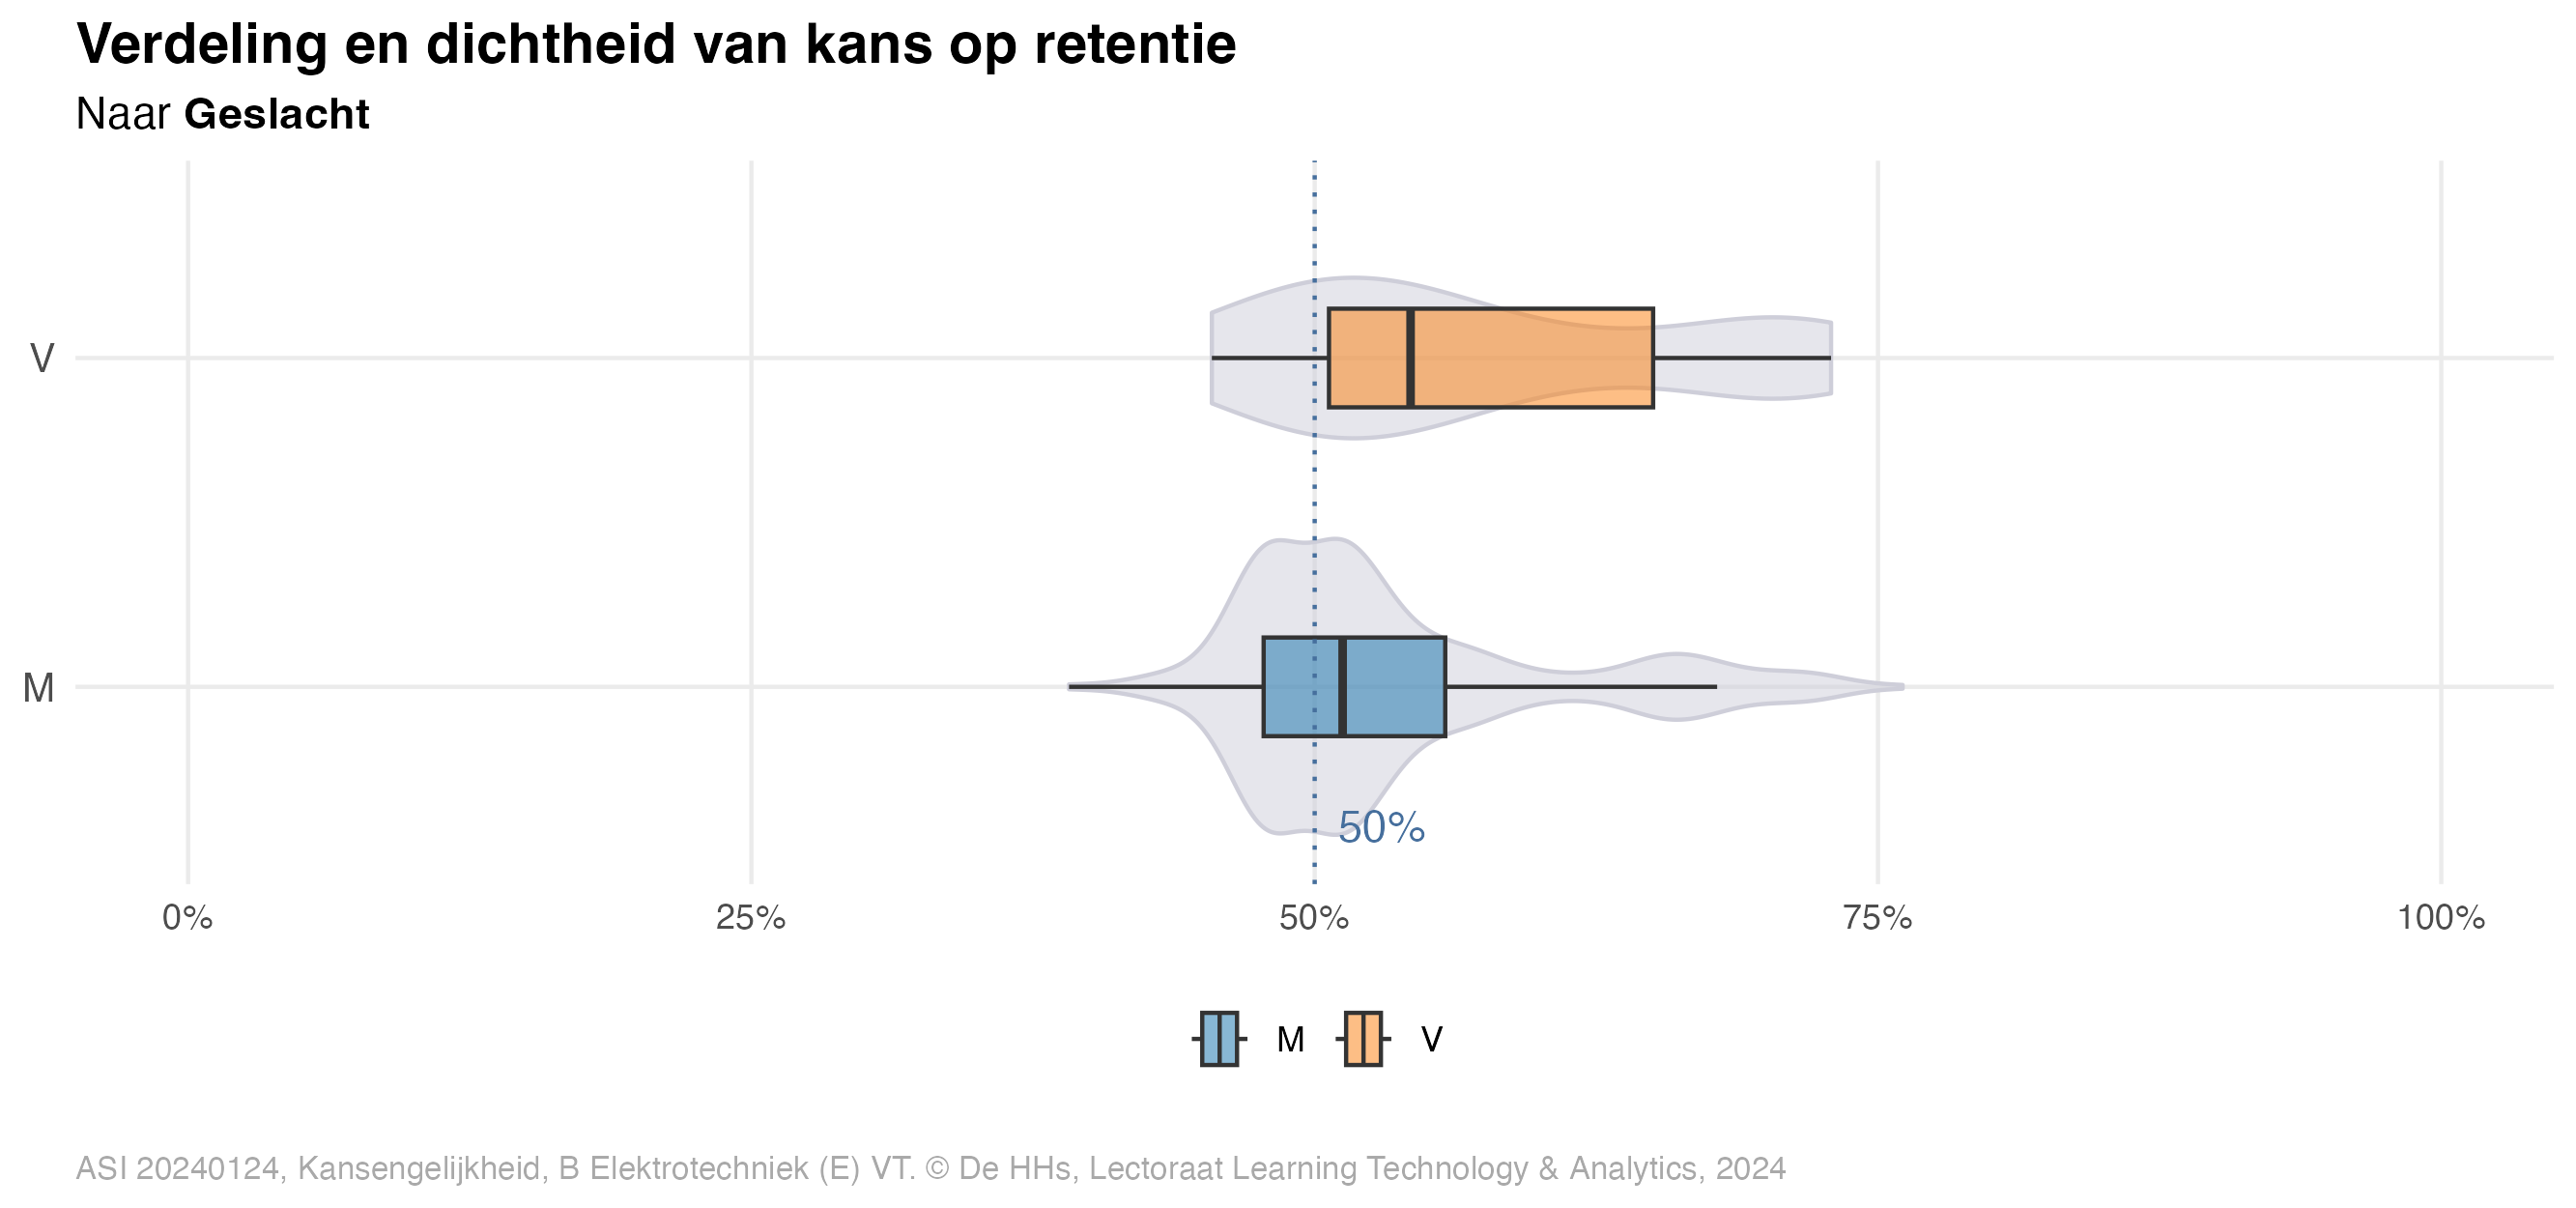 Verdeling en dichtheid van kans op retentie
Naar Geslacht
V
M
50%
0% 25% 50% 75% 100%
M V
ASI 20240124, Kansengelijkheid, B Elektrotechniek (E) VT. © De HHs, Lectoraat Learning Technology & Analytics, 2024